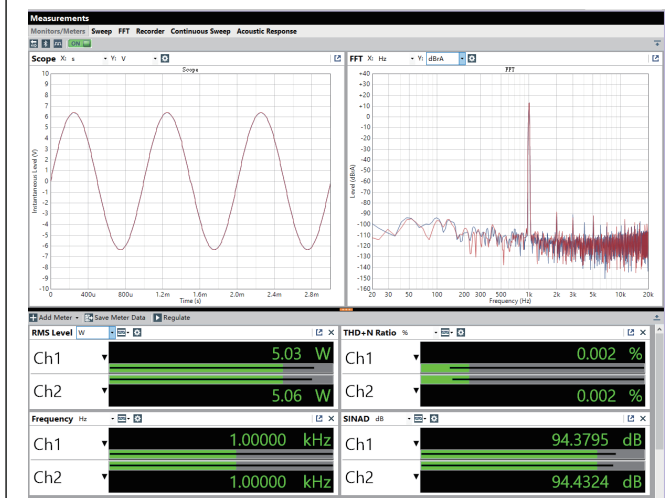 Measurements
Monitors/Meters Sweep FFT Recorder Continuous Sweep Acoustic Response
ON
Scope X: s Y: V
Scope
10
9
8
7
6
5
4
3
2
1
0
-1
-2
-3
-4
-5
-6
-7
-8
-9
-10
Instantaneous Level (V)
0 400u 800u 1.2m 1.6m 2.0m 2.4m 2.8m
Time (s)
FFT X: Hz Y: dBrA
FFT
+40
+30
+20
+10
0
-10
-20
-30
-40
-50
-60
-70
-80
-90
-100
-110
-120
-130
-140
-150
-160
Level (dBrA)
20 30 50 100 200 300 500 1k 2k 3k 5k 10k 20k
Frequency (Hz)
Add Meter Save Meter Data Regulate
RMS Level W
Ch1 5.03 W
Ch2 5.06 W
THD+N Ratio %
Ch1 0.002 %
Ch2 0.002 %
Frequency Hz
Ch1 1.00000 kHz
Ch2 1.00000 kHz
SINAD dB
Ch1 94.3795 dB
Ch2 94.4324 dB